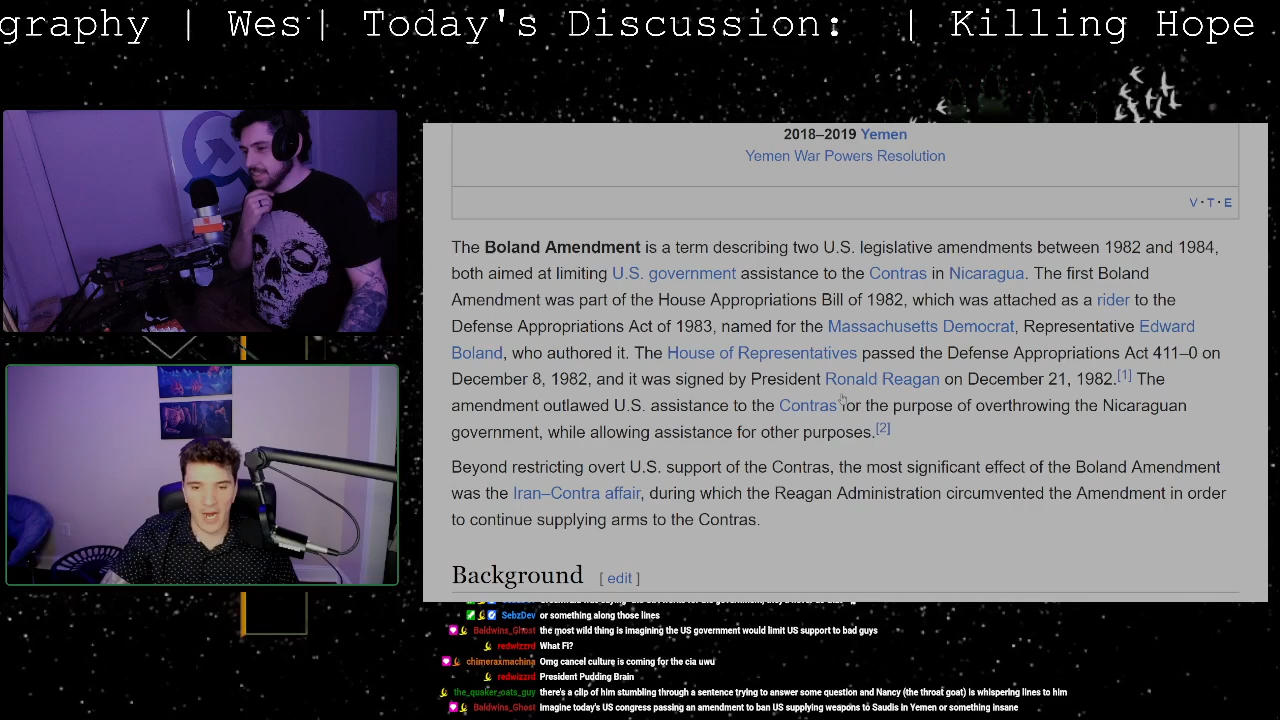 graphy | Wes| Today's Discussion:  | Killing Hope
2018–2019 Yemen
Yemen War Powers Resolution
V · T · E
The Boland Amendment is a term describing two U.S. legislative amendments between 1982 and 1984,
both aimed at limiting U.S. government assistance to the Contras in Nicaragua. The first Boland
Amendment was part of the House Appropriations Bill of 1982, which was attached as a rider to the
Defense Appropriations Act of 1983, named for the Massachusetts Democrat, Representative Edward
Boland, who authored it. The House of Representatives passed the Defense Appropriations Act 411–0 on
December 8, 1982, and it was signed by President Ronald Reagan on December 21, 1982.[1] The
amendment outlawed U.S. assistance to the Contras for the purpose of overthrowing the Nicaraguan
government, while allowing assistance for other purposes.[2]
Beyond restricting overt U.S. support of the Contras, the most significant effect of the Boland Amendment
was the Iran–Contra affair, during which the Reagan Administration circumvented the Amendment in order
to continue supplying arms to the Contras.
Background [ edit ]
SebzDev or something along those lines
Baldwins_Ghost the most wild thing is imagining the US government would limit US support to bad guys
redwizzrd What Fi?
chimeraxmachina Omg cancel culture is coming for the cia uwu
redwizzrd President Pudding Brain
the_quaker_oats_guy there's a clip of him stumbling through a sentence trying to answer some question and Nancy (the throat goat) is whispering lines to him
Baldwins_Ghost imagine today's US congress passing an amendment to ban US supplying weapons to Saudis in Yemen or something insane